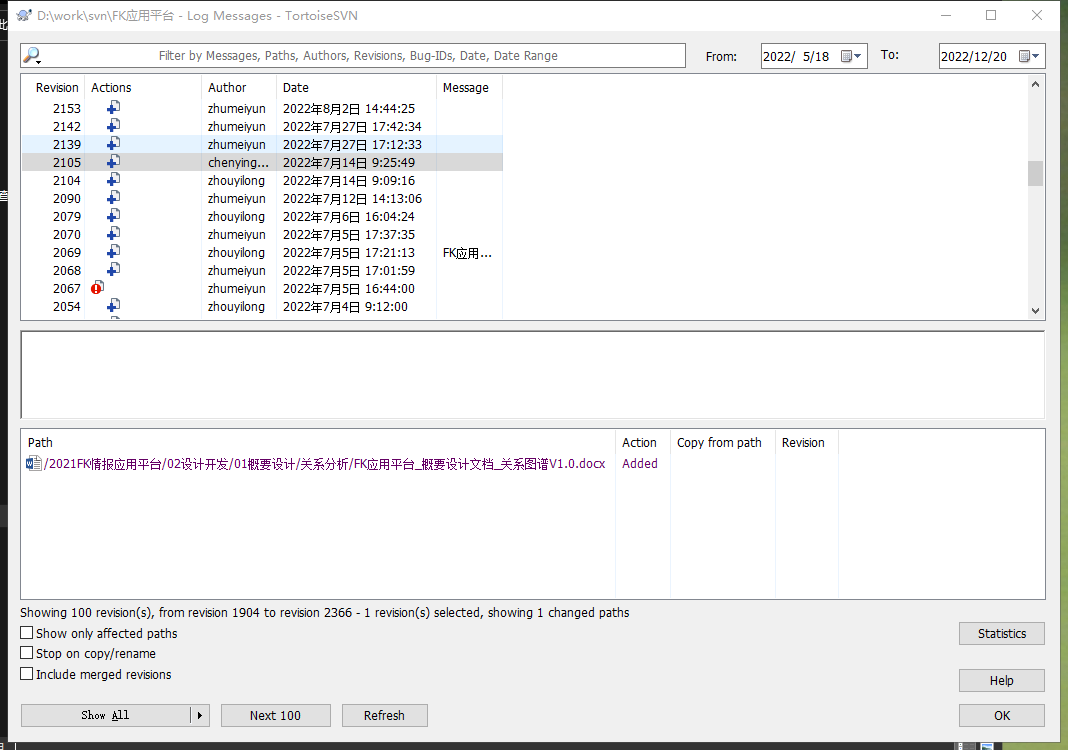 D:\work\svn\FK应用平台 - Log Messages - TortoiseSVN
Filter by Messages, Paths, Authors, Revisions, Bug-IDs, Date, Date Range
From: 2022/ 5/18 To: 2022/12/20
Revision Actions Author Date Message
2153 zhumeiyun 2022年8月2日 14:44:25
2142 zhumeiyun 2022年7月27日 17:42:34
2139 zhumeiyun 2022年7月27日 17:12:33
2105 chenying... 2022年7月14日 9:25:49
2104 zhouyilong 2022年7月14日 9:09:16
2090 zhumeiyun 2022年7月12日 14:13:06
2079 zhouyilong 2022年7月6日 16:04:24
2070 zhumeiyun 2022年7月5日 17:37:35
2069 zhouyilong 2022年7月5日 17:21:13 FK应用...
2068 zhumeiyun 2022年7月5日 17:01:59
2067 zhumeiyun 2022年7月5日 16:44:00
2054 zhouyilong 2022年7月4日 9:12:00
Path Action Copy from path Revision
/2021FK情报应用平台/02设计开发/01概要设计/关系分析/FK应用平台_概要设计文档_关系图谱V1.0.docx Added
Showing 100 revision(s), from revision 1904 to revision 2366 - 1 revision(s) selected, showing 1 changed paths
Show only affected paths
Statistics
Stop on copy/rename
Include merged revisions
Help
Show All Next 100 Refresh OK